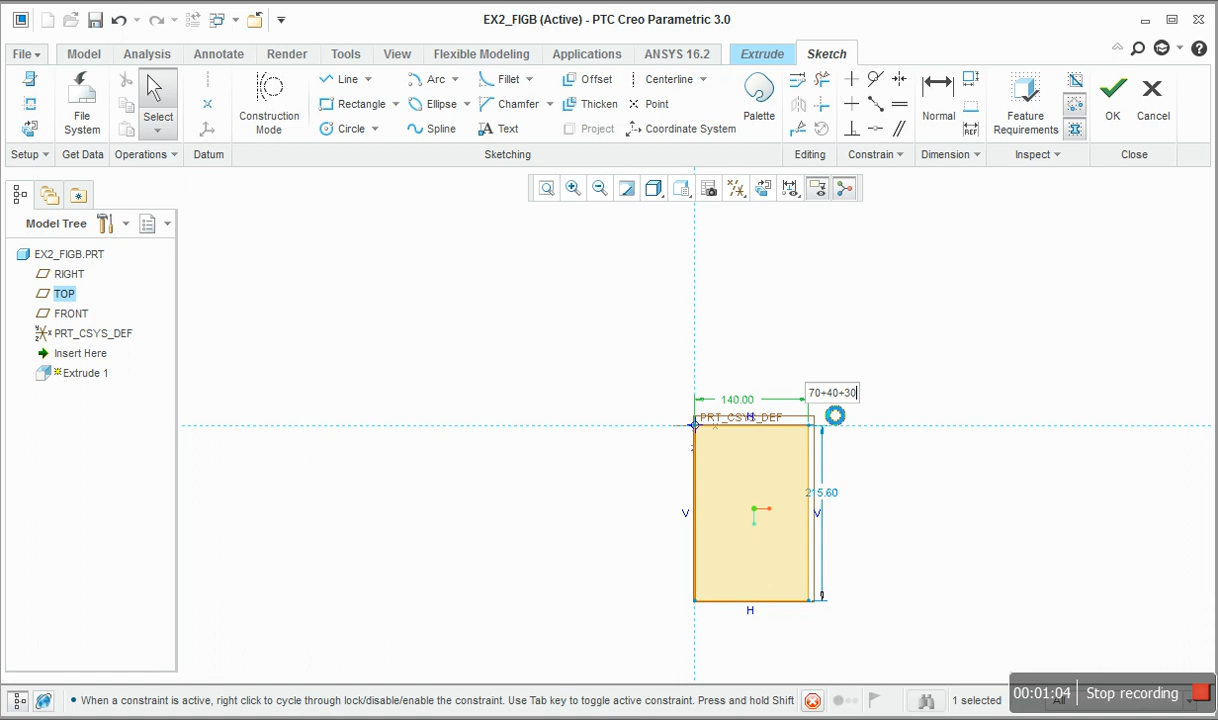 EX2_FIGB (Active) - PTC Creo Parametric 3.0
File Model Analysis Annotate Render Tools View Flexible Modeling Applications ANSYS 16.2 Extrude Sketch
Line Arc Fillet Offset Centerline
Rectangle Ellipse Chamfer Thicken Point
Circle Spline Text Project Coordinate System
File System
Select
Construction Mode
Palette
Normal
Feature Requirements
OK
Cancel
Setup Get Data Operations Datum Sketching Editing Constrain Dimension Inspect Close
Model Tree
EX2_FIGB.PRT
RIGHT
TOP
FRONT
PRT_CSYS_DEF
Insert Here
Extrude 1
70+40+30
140.00
PRT_CSYS_DEF
H
215.60
V
V
H
When a constraint is active, right click to cycle through lock/disable/enable the constraint. Use Tab key to toggle active constraint. Press and hold Shift
1 selected
00:01:04 Stop recording
All